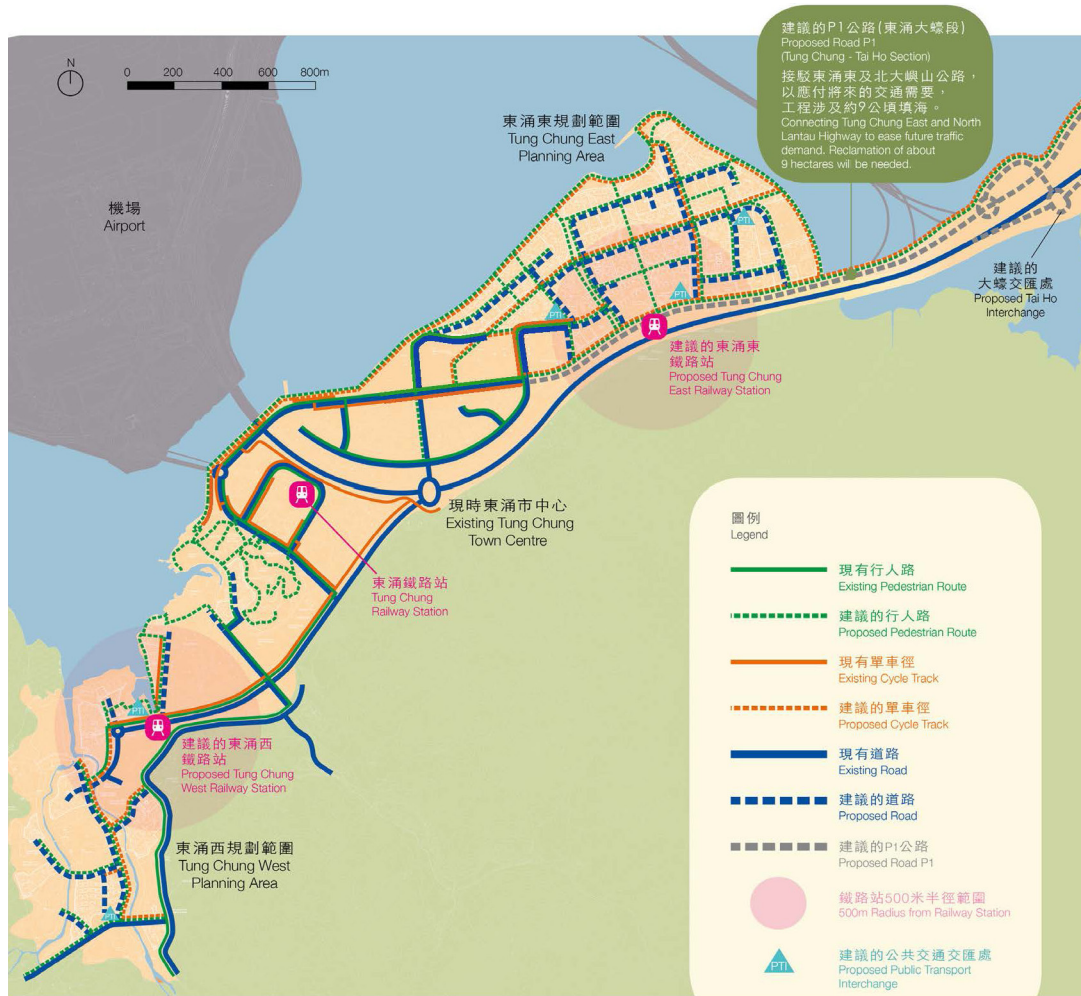 建議的P1公路(東涌大蠔段)
Proposed Road P1
(Tung Chung - Tai Ho Section)
接駁東涌東及北大嶼山公路，
以應付將來的交通需要，
工程涉及約9公頃填海。
Connecting Tung Chung East and North
Lantau Highway to ease future traffic
demand. Reclamation of about
9 hectares will be needed.
N
0 200 400 600 800m
東涌東規劃範圍
Tung Chung East
Planning Area
機場
Airport
PTI
PTI
PTI
建議的
大蠔交匯處
Proposed Tai Ho
Interchange
建議的東涌東
鐵路站
Proposed Tung Chung
East Railway Station
現時東涌市中心
Existing Tung Chung
Town Centre
東涌鐵路站
Tung Chung
Railway Station
PTI
建議的東涌西
鐵路站
Proposed Tung Chung
West Railway Station
東涌西規劃範圍
Tung Chung West
Planning Area
PTI
圖例
Legend
現有行人路
Existing Pedestrian Route
建議的行人路
Proposed Pedestrian Route
現有單車徑
Existing Cycle Track
建議的單車徑
Proposed Cycle Track
現有道路
Existing Road
建議的道路
Proposed Road
建議的P1公路
Proposed Road P1
鐵路站500米半徑範圍
500m Radius from Railway Station
PTI
建議的公共交通交匯處
Proposed Public Transport
Interchange